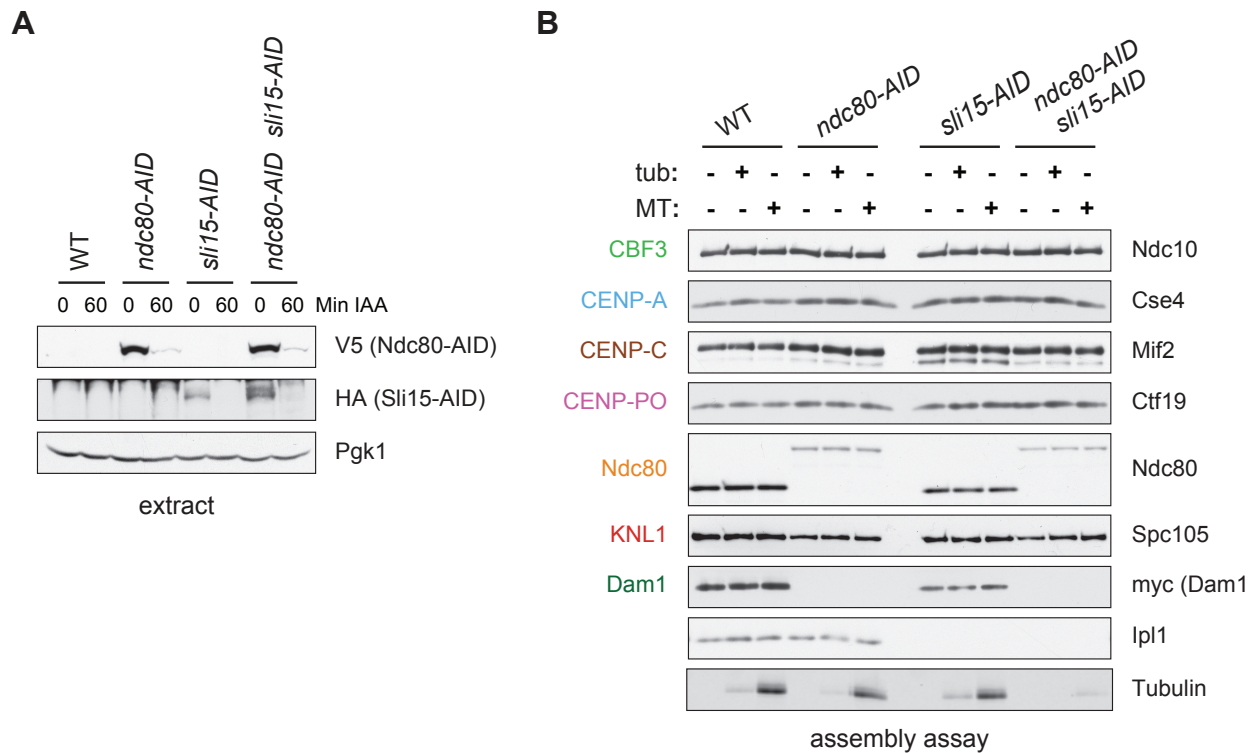 A
WT
ndc80-AID
sli15-AID
ndc80-AID sli15-AID
0 60 0 60 0 60 0 60 Min IAA
V5 (Ndc80-AID)
HA (Sli15-AID)
Pgk1
extract
B
WT
ndc80-AID
sli15-AID
ndc80-AID
sli15-AID
tub: - + - - + - - + - - + -
MT: - - + - - + - - + - - +
CBF3 Ndc10
CENP-A Cse4
CENP-C Mif2
CENP-PO Ctf19
Ndc80 Ndc80
KNL1 Spc105
Dam1 myc (Dam1
Ipl1
Tubulin
assembly assay